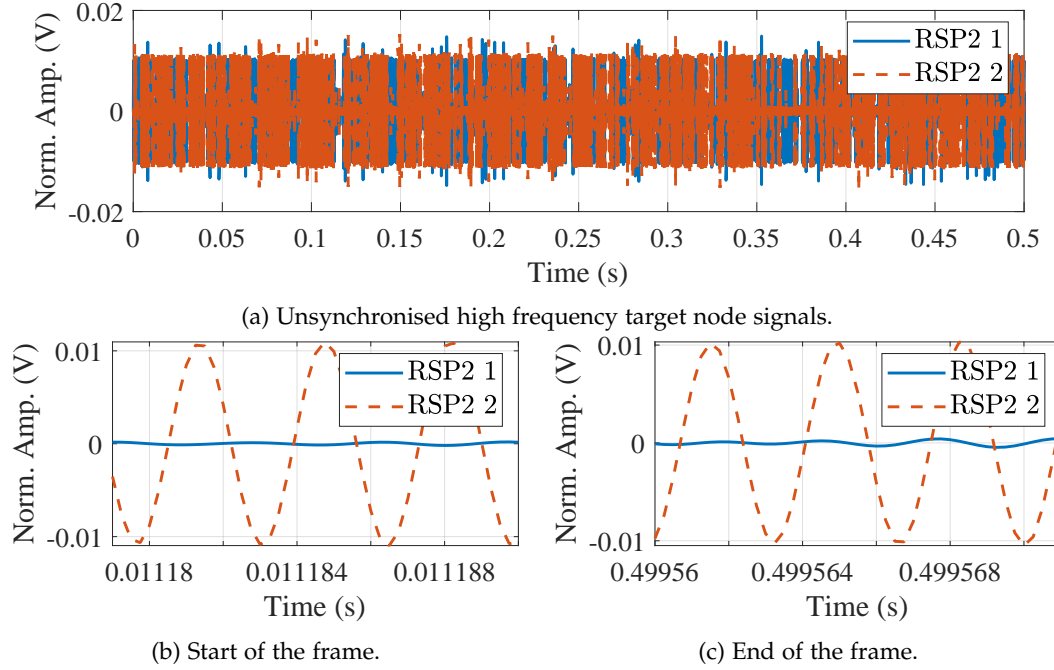 0.02
0
-0.02
Norm. Amp. (V)
RSP2 1
RSP2 2
0 0.05 0.1 0.15 0.2 0.25 0.3 0.35 0.4 0.45 0.5
Time (s)
(a) Unsynchronised high frequency target node signals.
0.01
0
-0.01
Norm. Amp. (V)
RSP2 1
RSP2 2
0.01118 0.011184 0.011188
Time (s)
(b) Start of the frame.
0.01
0
-0.01
Norm. Amp. (V)
RSP2 1
RSP2 2
0.49956 0.499564 0.499568
Time (s)
(c) End of the frame.